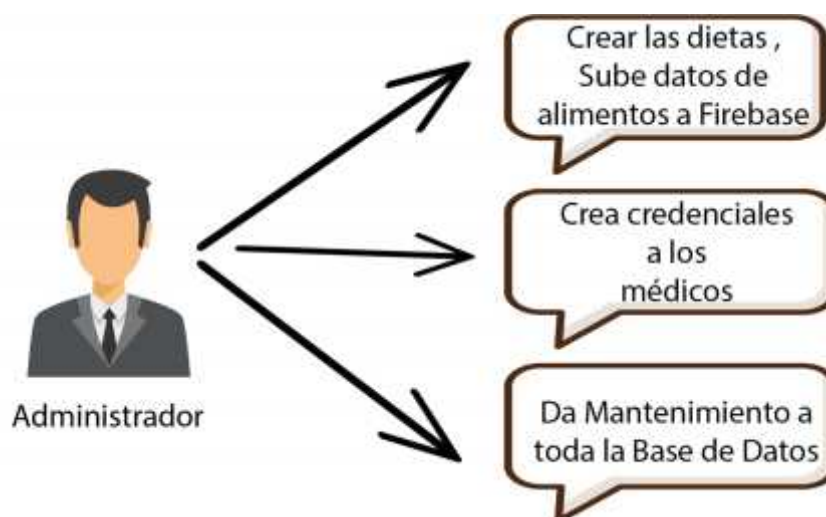 Crear las dietas ,
Sube datos de
alimentos a Firebase
Crea credenciales
a los
médicos
Administrador
Da Mantenimiento a
toda la Base de Datos